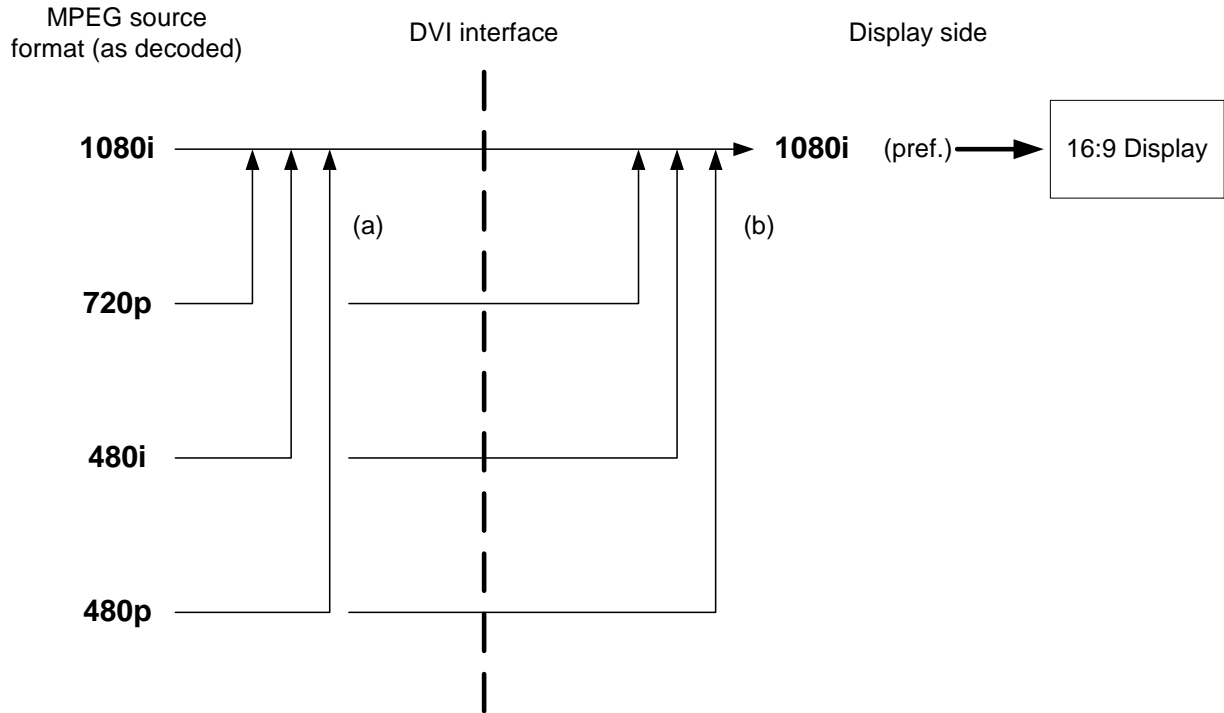 MPEG source
format (as decoded)
DVI interface
Display side
1080i
1080i
(pref.)
16:9 Display
(a)
(b)
720p
480i
480p